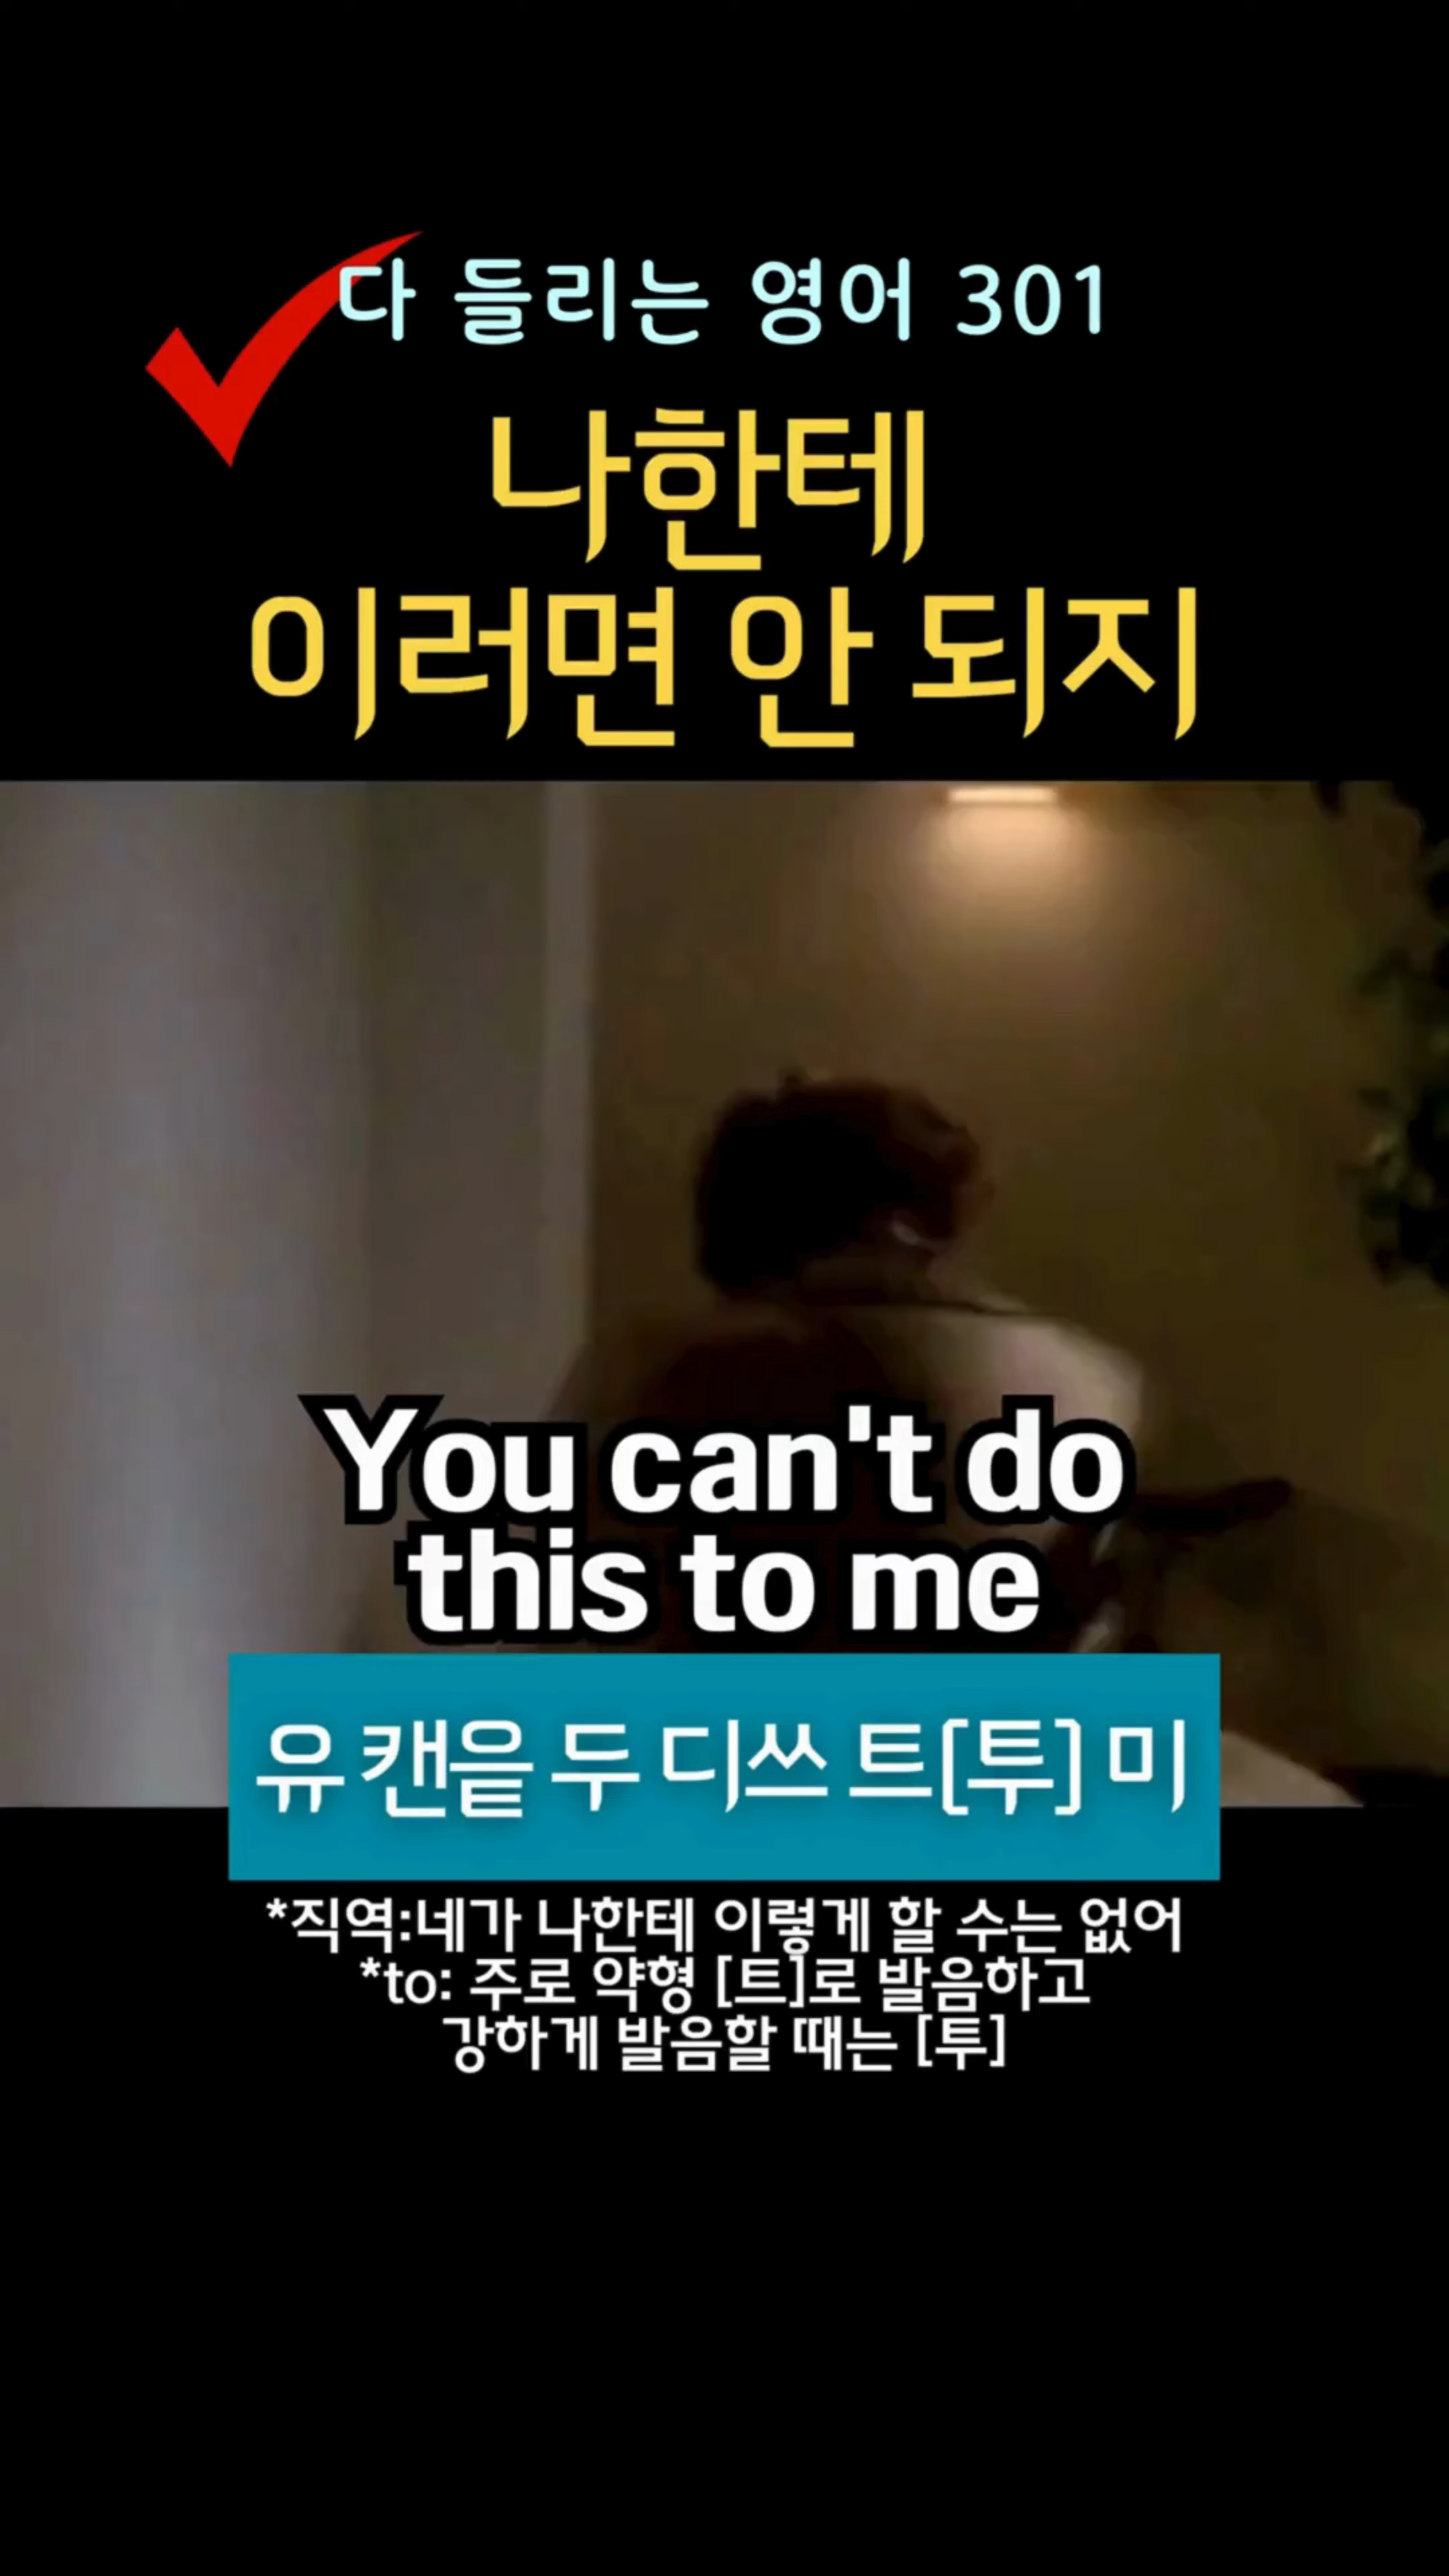 다 들리는 영어 301
나한테
이러면 안 되지
You can't do
this to me
유 캔읕 두 디쓰 트[투] 미
*직역:네가 나한테 이렇게 할 수는 없어
*to: 주로 약형 [트]로 발음하고
강하게 발음할 때는 [투]